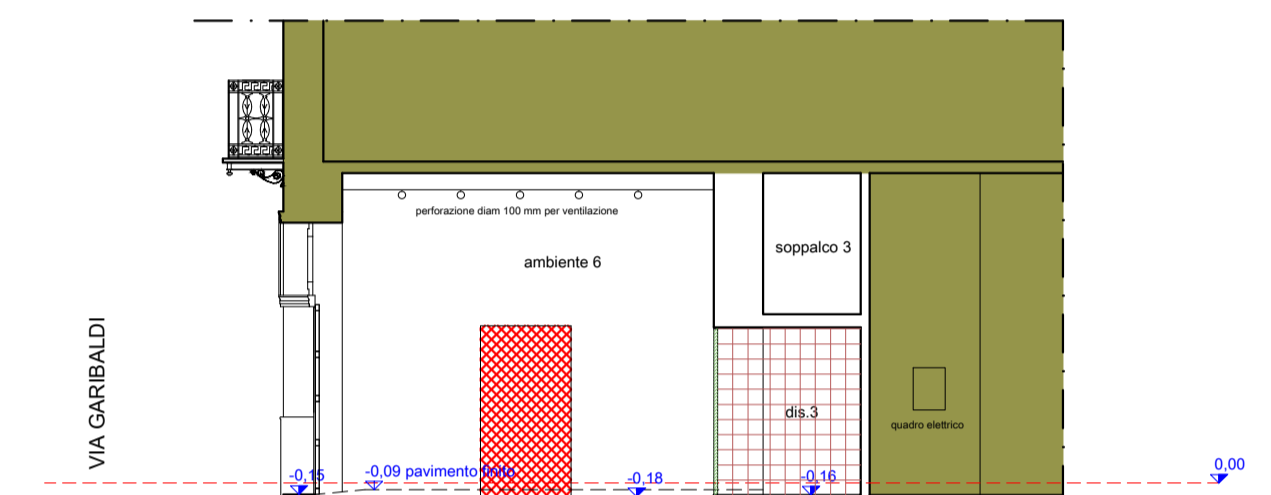 perforazione diam 100 mm per ventilazione
soppalco 3
ambiente 6
VIA GARIBALDI
dis.3
quadro elettrico
0,00
-0,15
-0,09 pavimento finito
-0,18
-0,16